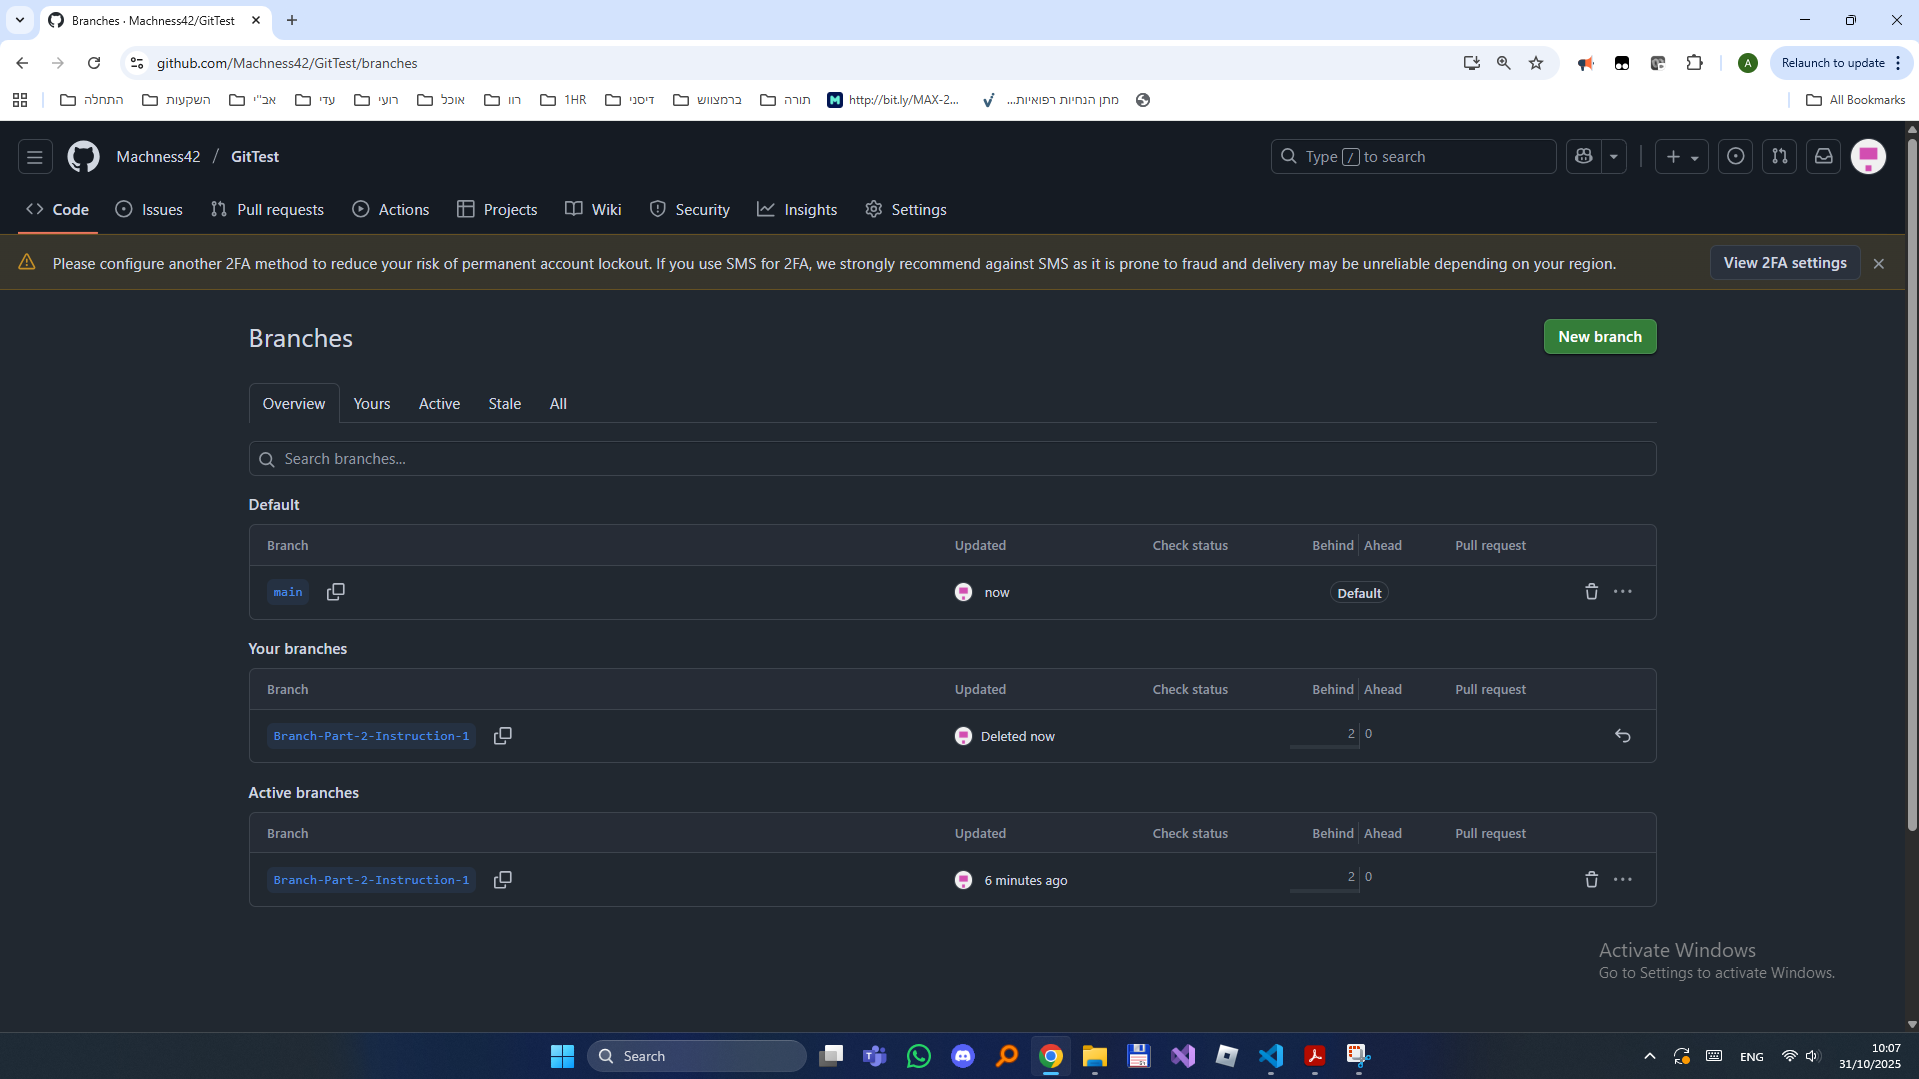 Branches · Machness42/GitTest
github.com/Machness42/GitTest/branches
Relaunch to update
A
התחלה
השקעות
אב"י
עדי
רועי
אוכל
רוו
1HR
דיסני
ברמצווש
תורה
M
http://bit.ly/MAX-2...
מתן הנחיות רפואיות...
All Bookmarks
Machness42 / GitTest
Type / to search
Code
Issues
Pull requests
Actions
Projects
Wiki
Security
Insights
Settings
Please configure another 2FA method to reduce your risk of permanent account lockout. If you use SMS for 2FA, we strongly recommend against SMS as it is prone to fraud and delivery may be unreliable depending on your region.
View 2FA settings
Branches
New branch
Overview
Yours
Active
Stale
All
Search branches...
Default
Branch Updated Check status Behind Ahead Pull request
main now Default
Your branches
Branch Updated Check status Behind Ahead Pull request
Branch-Part-2-Instruction-1 Deleted now 2 0
Active branches
Branch Updated Check status Behind Ahead Pull request
Branch-Part-2-Instruction-1 6 minutes ago 2 0
Activate Windows
Go to Settings to activate Windows.
Search
ENG
10:07
31/10/2025